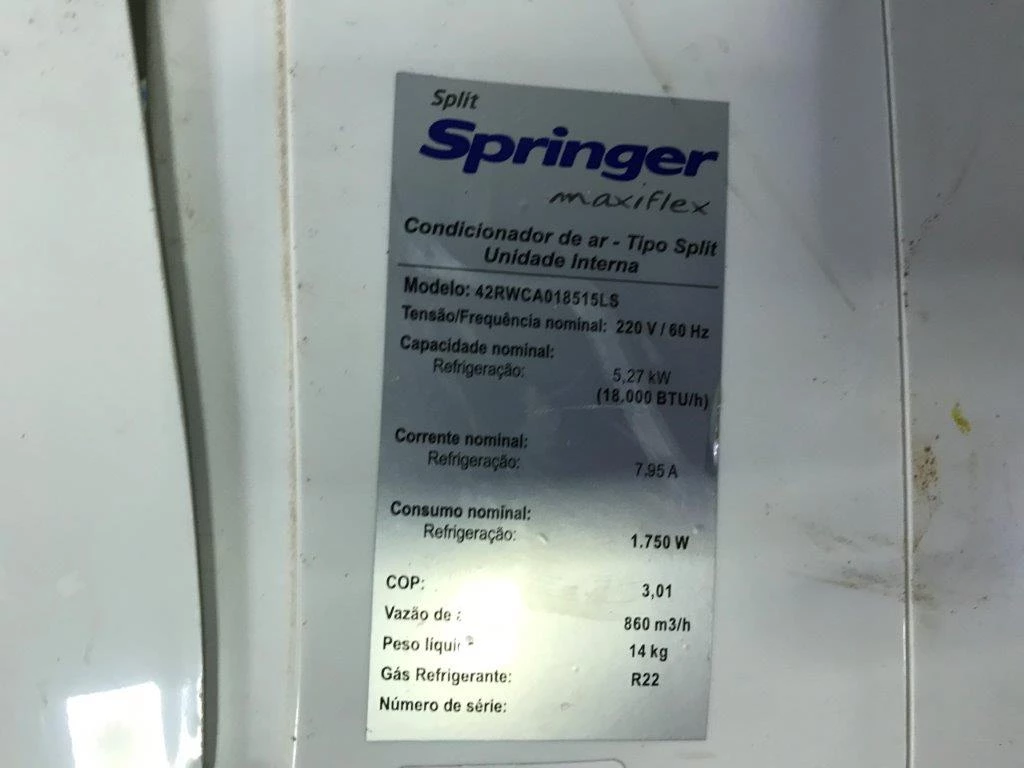 Split
Springer
maxiflex
Condicionador de ar - Tipo Split
Unidade Interna
Modelo: 42RWCA018515LS
Tensão/Frequência nominal: 220 V / 60 Hz
Capacidade nominal:
Refrigeração: 5,27 kW
(18.000 BTU/h)
Corrente nominal:
Refrigeração: 7,95 A
Consumo nominal:
Refrigeração: 1.750 W
COP: 3,01
Vazão de 860 m3/h
Peso 14 kg
Gás Refrigerante: R22
Número de série: